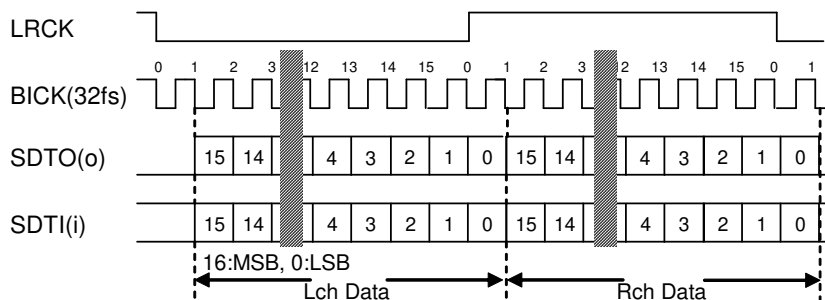 LRCK
0 1 2 3 12 13 14 15 0 1 2 3 2 13 14 15 0 1
BICK(32fs)
SDTO(o) 15 14 4 3 2 1 0 15 14 4 3 2 1 0
SDTI(i) 15 14 4 3 2 1 0 15 14 4 3 2 1 0
16:MSB, 0:LSB
Lch Data Rch Data